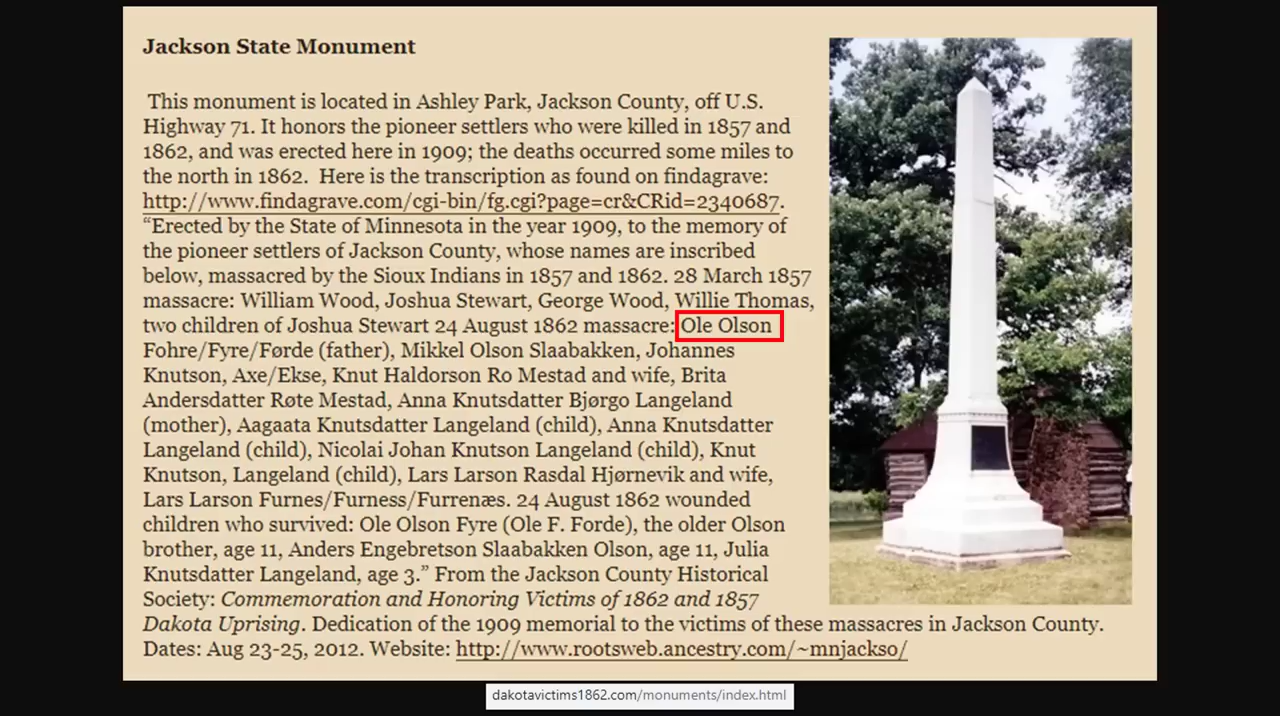 Jackson State Monument
This monument is located in Ashley Park, Jackson County, off U.S.
Highway 71. It honors the pioneer settlers who were killed in 1857 and
1862, and was erected here in 1909; the deaths occurred some miles to
the north in 1862.  Here is the transcription as found on findagrave:
http://www.findagrave.com/cgi-bin/fg.cgi?page=cr&CRid=2340687.
“Erected by the State of Minnesota in the year 1909, to the memory of
the pioneer settlers of Jackson County, whose names are inscribed
below, massacred by the Sioux Indians in 1857 and 1862. 28 March 1857
massacre: William Wood, Joshua Stewart, George Wood, Willie Thomas,
two children of Joshua Stewart 24 August 1862 massacre: Ole Olson
Fohre/Fyre/Førde (father), Mikkel Olson Slaabakken, Johannes
Knutson, Axe/Ekse, Knut Haldorson Ro Mestad and wife, Brita
Andersdatter Røte Mestad, Anna Knutsdatter Bjørgo Langeland
(mother), Aagaata Knutsdatter Langeland (child), Anna Knutsdatter
Langeland (child), Nicolai Johan Knutson Langeland (child), Knut
Knutson, Langeland (child), Lars Larson Rasdal Hjørnevik and wife,
Lars Larson Furnes/Furness/Furrenæs. 24 August 1862 wounded
children who survived: Ole Olson Fyre (Ole F. Forde), the older Olson
brother, age 11, Anders Engebretson Slaabakken Olson, age 11, Julia
Knutsdatter Langeland, age 3.” From the Jackson County Historical
Society: Commemoration and Honoring Victims of 1862 and 1857
Dakota Uprising. Dedication of the 1909 memorial to the victims of these massacres in Jackson County.
Dates: Aug 23-25, 2012. Website: http://www.rootsweb.ancestry.com/~mnjackso/
dakotavictims1862.com/monuments/index.html